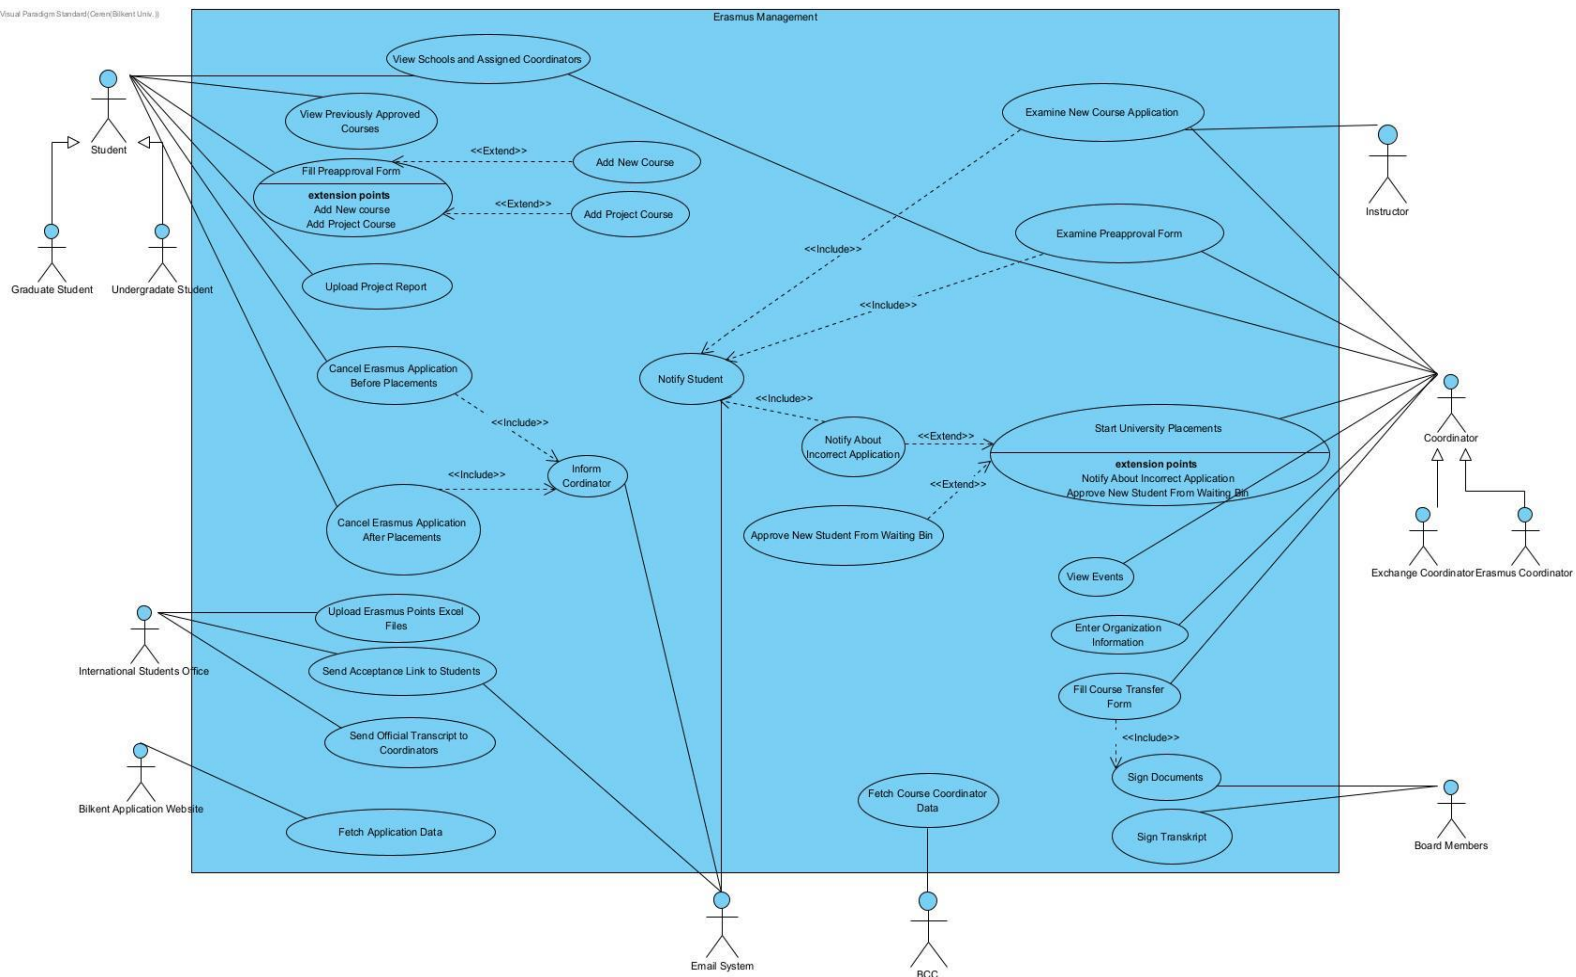 Visual Paradigm Standard(Ceren(Bilkent Univ.))
Erasmus Management
View Schools and Assigned Coordinators
View Previously Approved
Courses
Examine New Course Application
Student
<<Extend>>
Add New Course
Fill Preapproval Form
extension points
Add New course
Add Project Course
<<Extend>>
Add Project Course
Instructor
Examine Preapproval Form
<<Include>>
Graduate Student
Undergradate Student
Upload Project Report
<<Include>>
Cancel Erasmus Application
Before Placements
Notify Student
<<Include>>
<<Include>>
Notify About
Incorrect Application
<<Extend>>
Start University Placements
extension points
Notify About Incorrect Application
Approve New Student From Waiting Bin
Coordinator
<<Include>>
Inform
Cordinator
<<Extend>>
Cancel Erasmus Application
After Placements
Approve New Student From Waiting Bin
View Events
Exchange Coordinator
Erasmus Coordinator
Upload Erasmus Points Excel
Files
Enter Organization
Information
International Students Office
Send Acceptance Link to Students
Fill Course Transfer
Form
Send Official Transcript to
Coordinators
<<Include>>
Sign Documents
Bilkent Application Website
Fetch Course Coordinator
Data
Fetch Application Data
Sign Transkript
Board Members
Email System
BCC